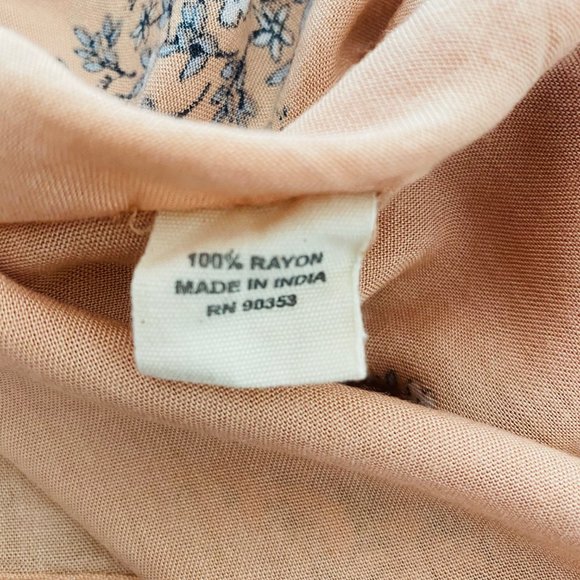 100% RAYON
MADE IN INDIA
RN 90353